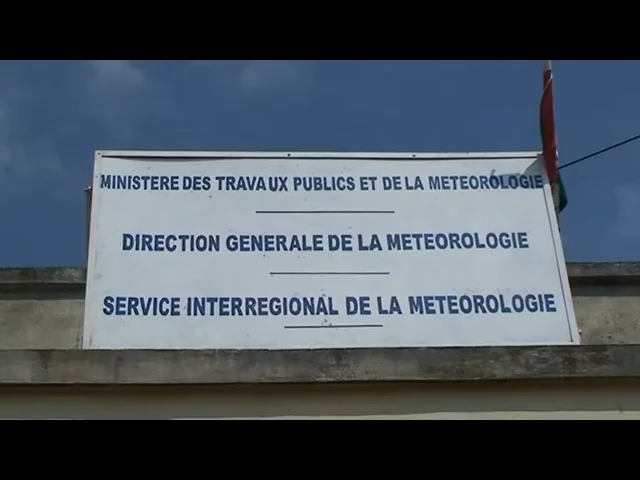 MINISTERE DES TRAVAUX PUBLICS ET DE LA METEOROLOGIE
DIRECTION GENERALE DE LA METEOROLOGIE
SERVICE INTERREGIONAL DE LA METEOROLOGIE